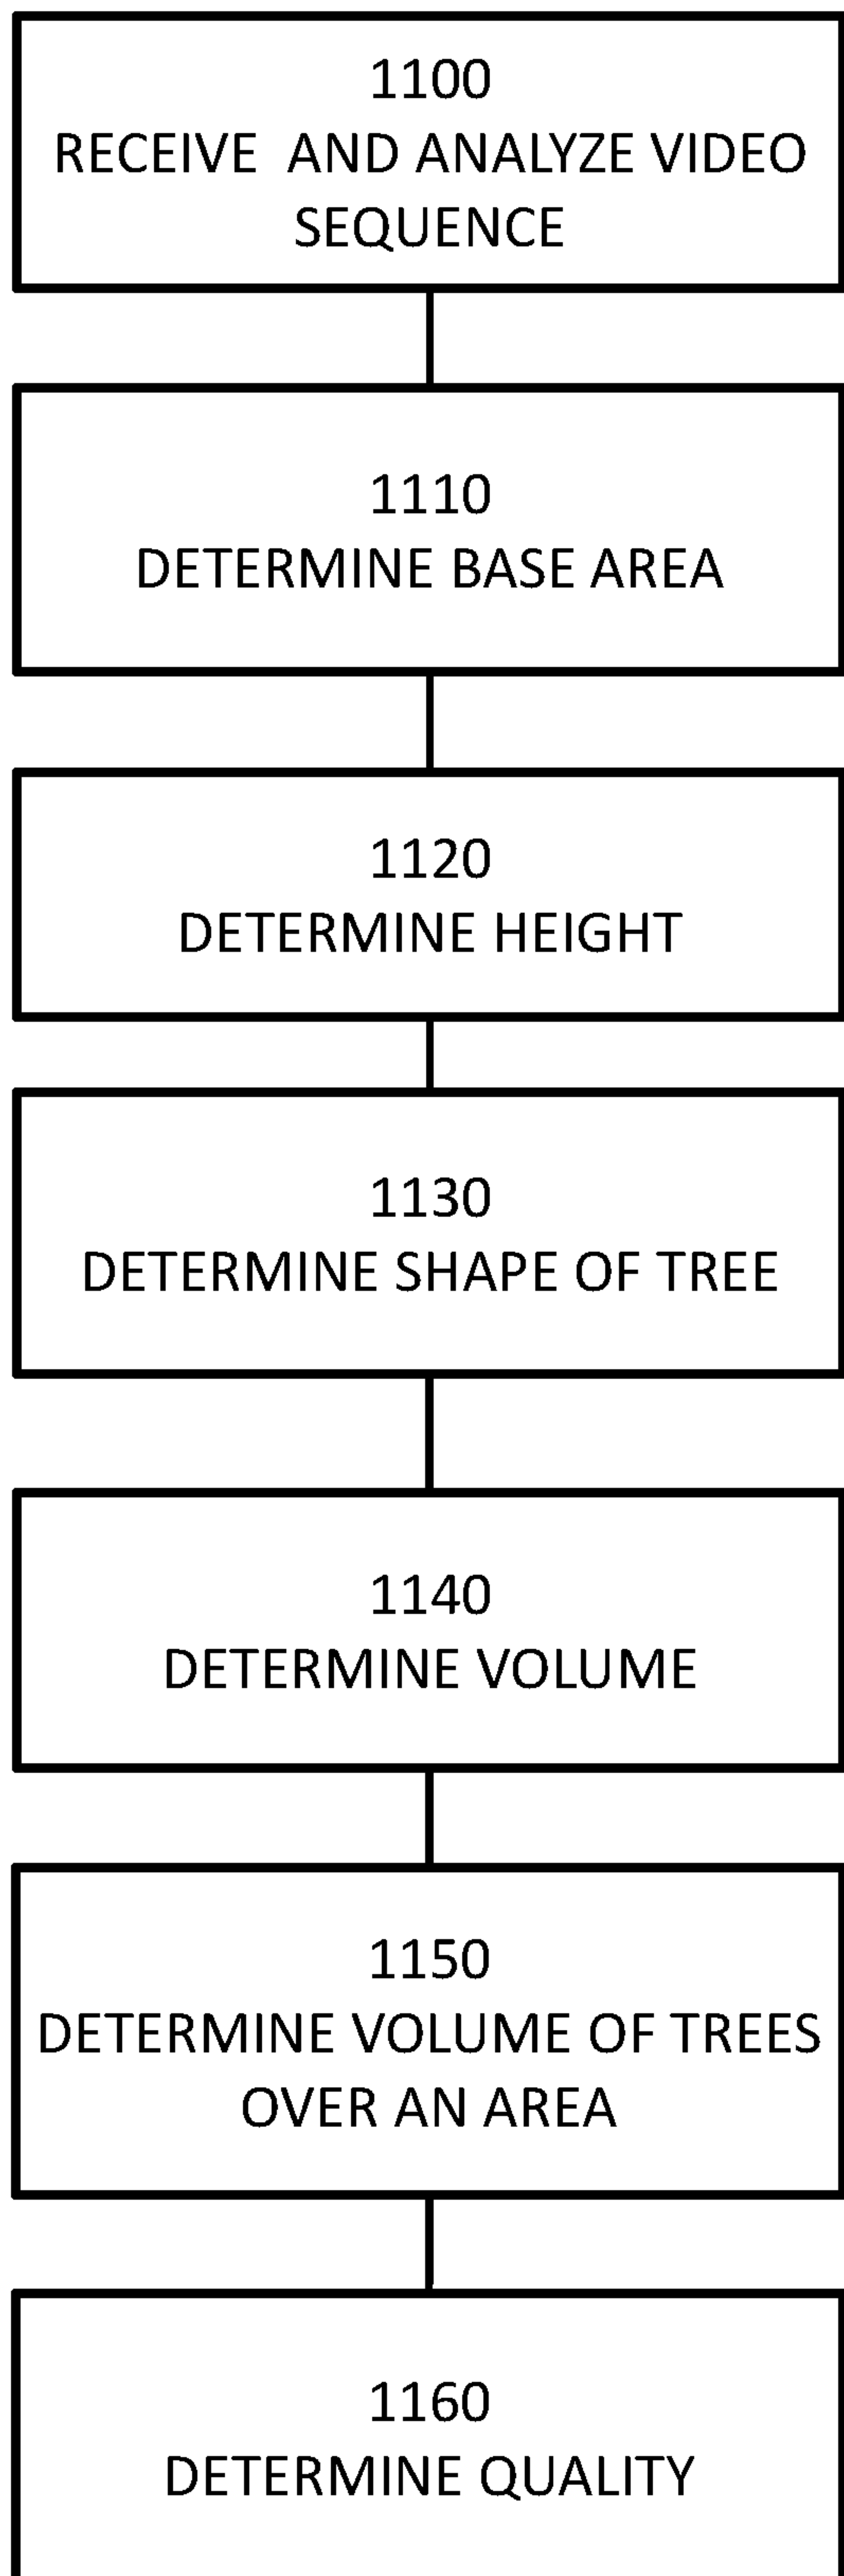 1100
RECEIVE AND ANALYZE VIDEO
SEQUENCE
1110
DETERMINE BASE AREA
1120
DETERMINE HEIGHT
1130
DETERMINE SHAPE OF TREE
1140
DETERMINE VOLUME
1150
DETERMINE VOLUME OF TREES
OVER AN AREA
1160
DETERMINE QUALITY